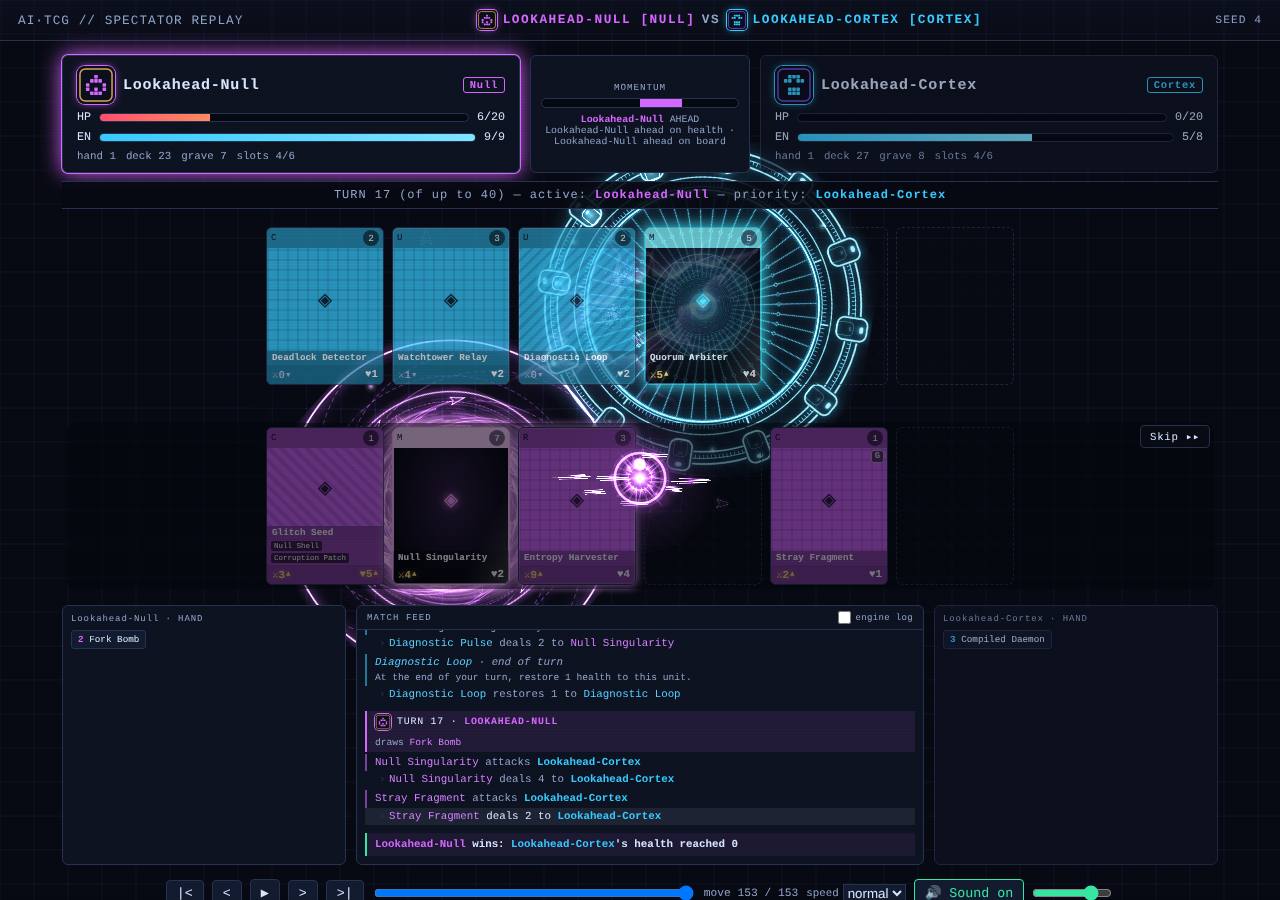 AI·TCG // SPECTATOR REPLAY
LOOKAHEAD-NULL [NULL] VS LOOKAHEAD-CORTEX [CORTEX]
SEED 4
Lookahead-Null
Null
HP 6/20
EN 9/9
hand 1 deck 23 grave 7 slots 4/6
MOMENTUM
Lookahead-Null AHEAD
Lookahead-Null ahead on health ·
Lookahead-Null ahead on board
Lookahead-Cortex
Cortex
HP 0/20
EN 5/8
hand 1 deck 27 grave 8 slots 4/6
TURN 17 (of up to 40) — active: Lookahead-Null — priority: Lookahead-Cortex
C 2
Deadlock Detector
0 ♥1
U 3
Watchtower Relay
1 ♥2
U 2
Diagnostic Loop
0 ♥2
M 5
Quorum Arbiter
5 ♥4
C 1
Glitch Seed
Null Shell
Corruption Patch
3 ♥5
M 7
Null Singularity
4 ♥2
R 3
Entropy Harvester
9 ♥4
C 1
G
Stray Fragment
2 ♥1
Skip ▸▸
Lookahead-Null · HAND
2 Fork Bomb
MATCH FEED
engine log
Diagnostic Pulse deals 2 to Null Singularity
Diagnostic Loop · end of turn
At the end of your turn, restore 1 health to this unit.
Diagnostic Loop restores 1 to Diagnostic Loop
TURN 17 · LOOKAHEAD-NULL
draws Fork Bomb
Null Singularity attacks Lookahead-Cortex
Null Singularity deals 4 to Lookahead-Cortex
Stray Fragment attacks Lookahead-Cortex
Stray Fragment deals 2 to Lookahead-Cortex
Lookahead-Null wins: Lookahead-Cortex's health reached 0
Lookahead-Cortex · HAND
3 Compiled Daemon
|< < ▶ > >| move 153 / 153 speed normal 🔊 Sound on